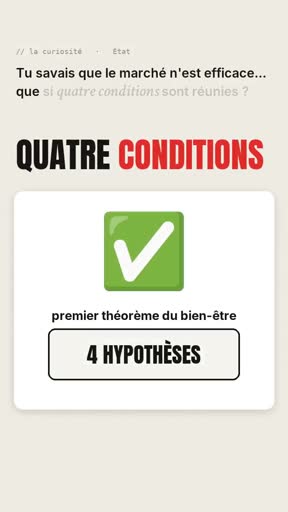 // la curiosité · État
Tu savais que le marché n'est efficace...
que si quatre conditions sont réunies ?
QUATRE CONDITIONS
premier théorème du bien-être
4 HYPOTHÈSES